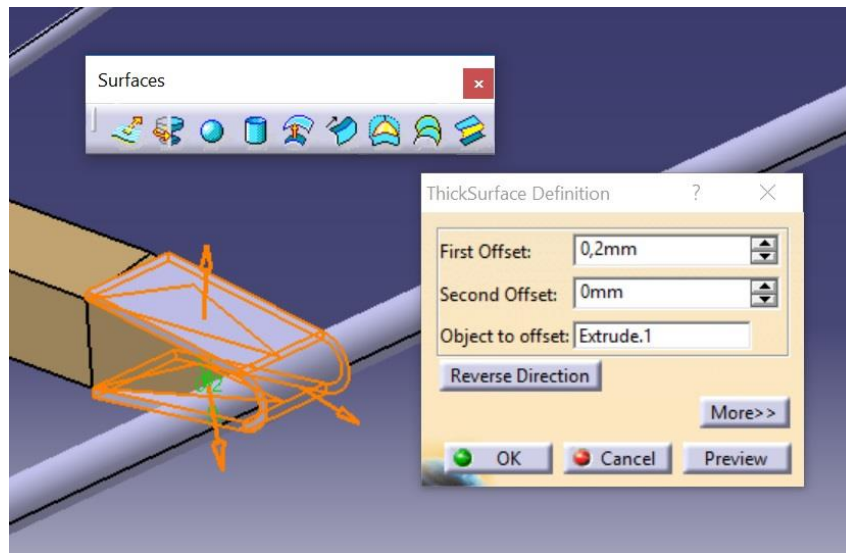 Surfaces
ThickSurface Definition ?
First Offset: 0,2mm
Second Offset: 0mm
Object to offset: Extrude.1
Reverse Direction
More>>
OK Cancel Preview